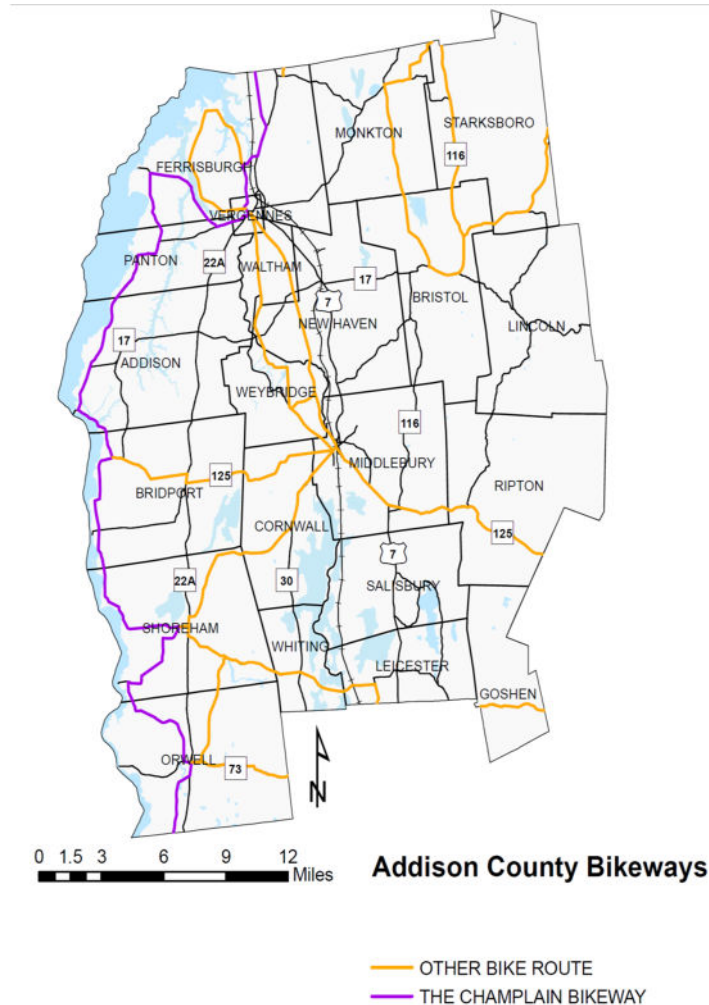 STARKSBORO
MONKTON
116
FERRISBURGH
VERGENNES
PANTON
22A
WALTHAM
17
BRISTOL
7
NEW HAVEN
LINCOLN
17
ADDISON
WEYBRIDGE
116
MIDDLEBURY
125
RIPTON
BRIDPORT
CORNWALL
125
7
22A
30
SALISBURY
SHOREHAM
WHITING
LEICESTER
GOSHEN
ORWELL
73
N
0 1.5 3 6 9 12
Miles
Addison County Bikeways
OTHER BIKE ROUTE
THE CHAMPLAIN BIKEWAY